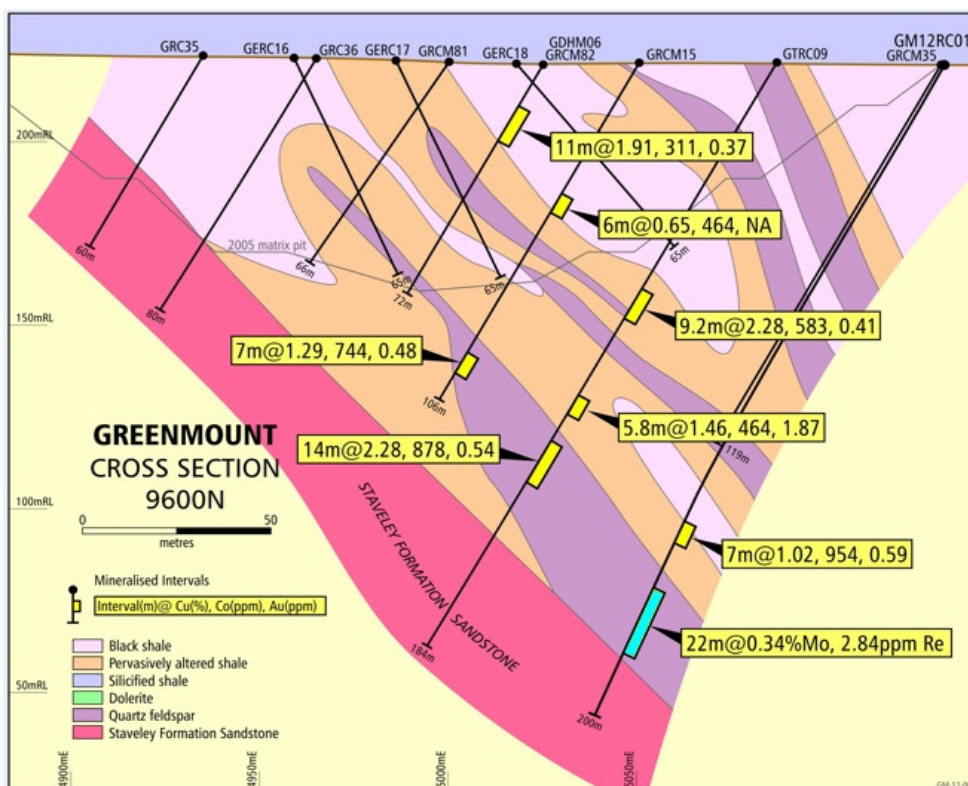 GRC35
GERC16
GRC36
GERC17
GRCM81
GERC18
GDHM06
GRCM82
GRCM15
GTRC09
GM12RC01
GRCM35
200mRL
11m@1.91, 311, 0.37
6m@0.65, 464, NA
2005 matrix pit
60m
66m
65m
72m
65m
65m
80m
150mRL
9.2m@2.28, 583, 0.41
7m@1.29, 744, 0.48
106m
5.8m@1.46, 464, 1.87
14m@2.28, 878, 0.54
119m
GREENMOUNT
CROSS SECTION
9600N
100mRL
0 50
metres
STAVELEY FORMATION SANDSTONE
7m@1.02, 954, 0.59
Mineralised Intervals
Interval(m)@ Cu(%), Co(ppm), Au(ppm)
22m@0.34%Mo, 2.84ppm Re
184m
Black shale
Pervasively altered shale
Silicified shale
Dolerite
Quartz feldspar
Staveley Formation Sandstone
50mRL
200m
4900mE
4950mE
5000mE
5050mE